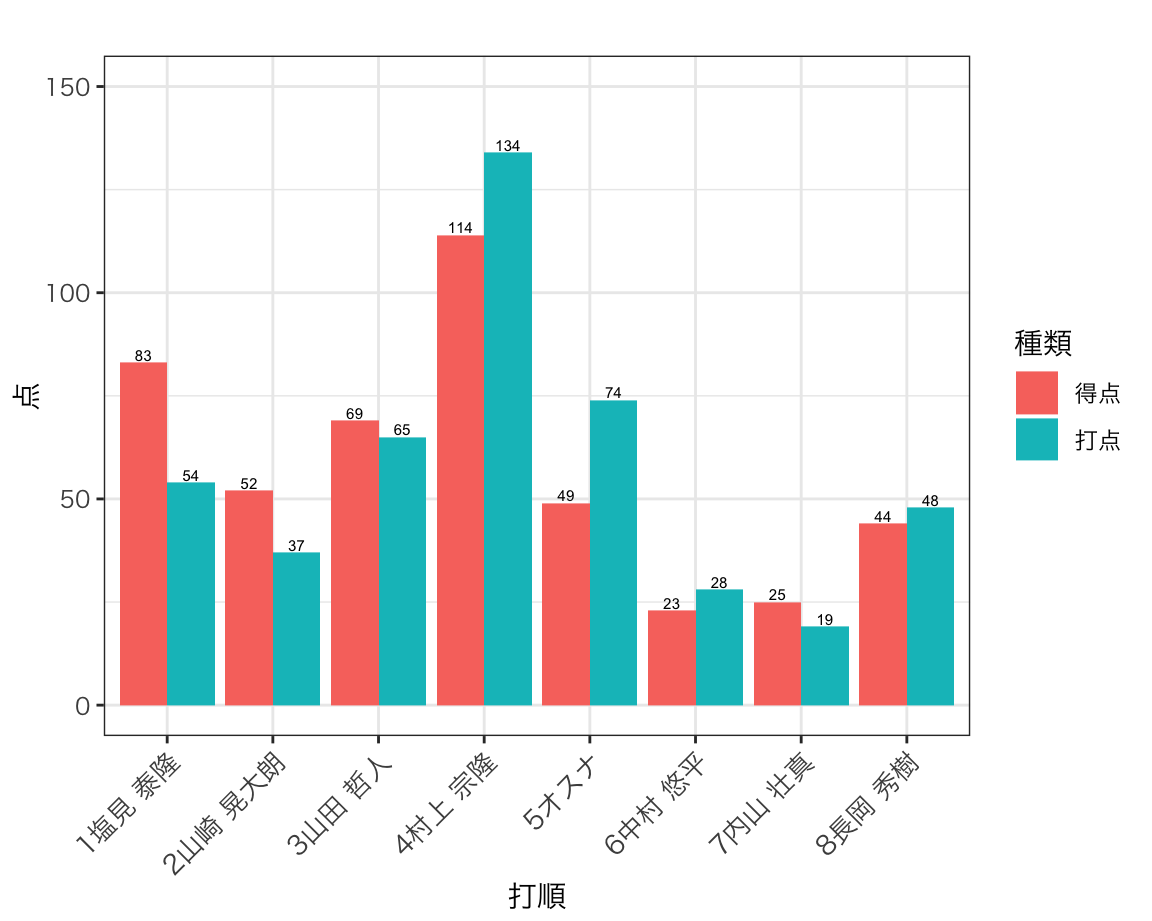 150
100
50
0
点
83
54
52
37
69
65
114
134
49
74
23
28
25
19
44
48
1塩見 泰隆
2山崎 晃大朗
3山田 哲人
4村上 宗隆
5オスナ
6中村 悠平
7内山 壮真
8長岡 秀樹
打順
種類
得点
打点